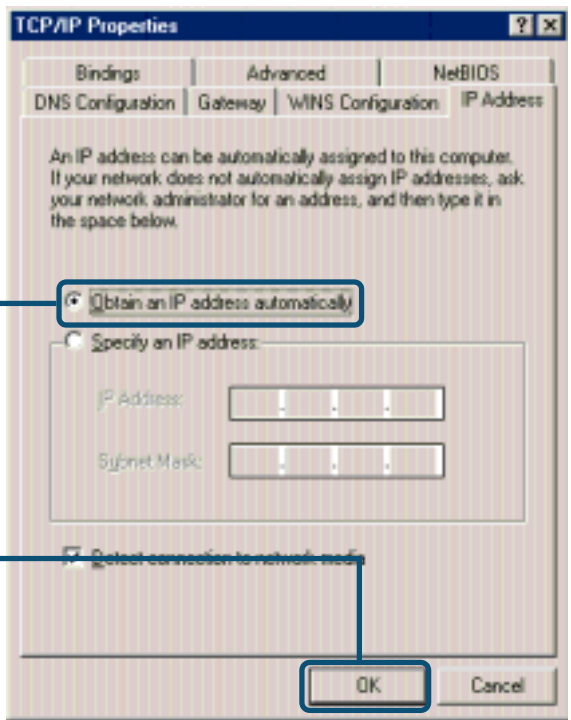 TCP/IP Properties
Bindings Advanced NetBIOS
DNS Configuration Gateway WINS Configuration IP Address
An IP address can be automatically assigned to this computer.
If your network does not automatically assign IP addresses, ask
your network administrator for an address, and then type it in
the space below.
Obtain an IP address automatically
Specify an IP address:
IP Address:
Subnet Mask:
Detect connection to network media
OK Cancel